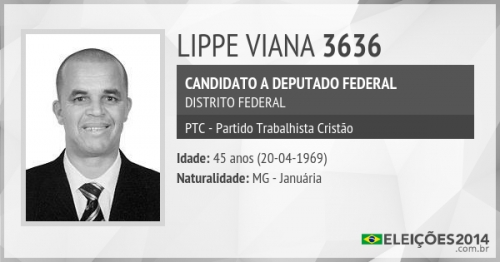 LIPPE VIANA 3636
CANDIDATO A DEPUTADO FEDERAL
DISTRITO FEDERAL
PTC - Partido Trabalhista Cristão
Idade: 45 anos (20-04-1969)
Naturalidade: MG - Januária
ELEIÇÕES2014
.com.br